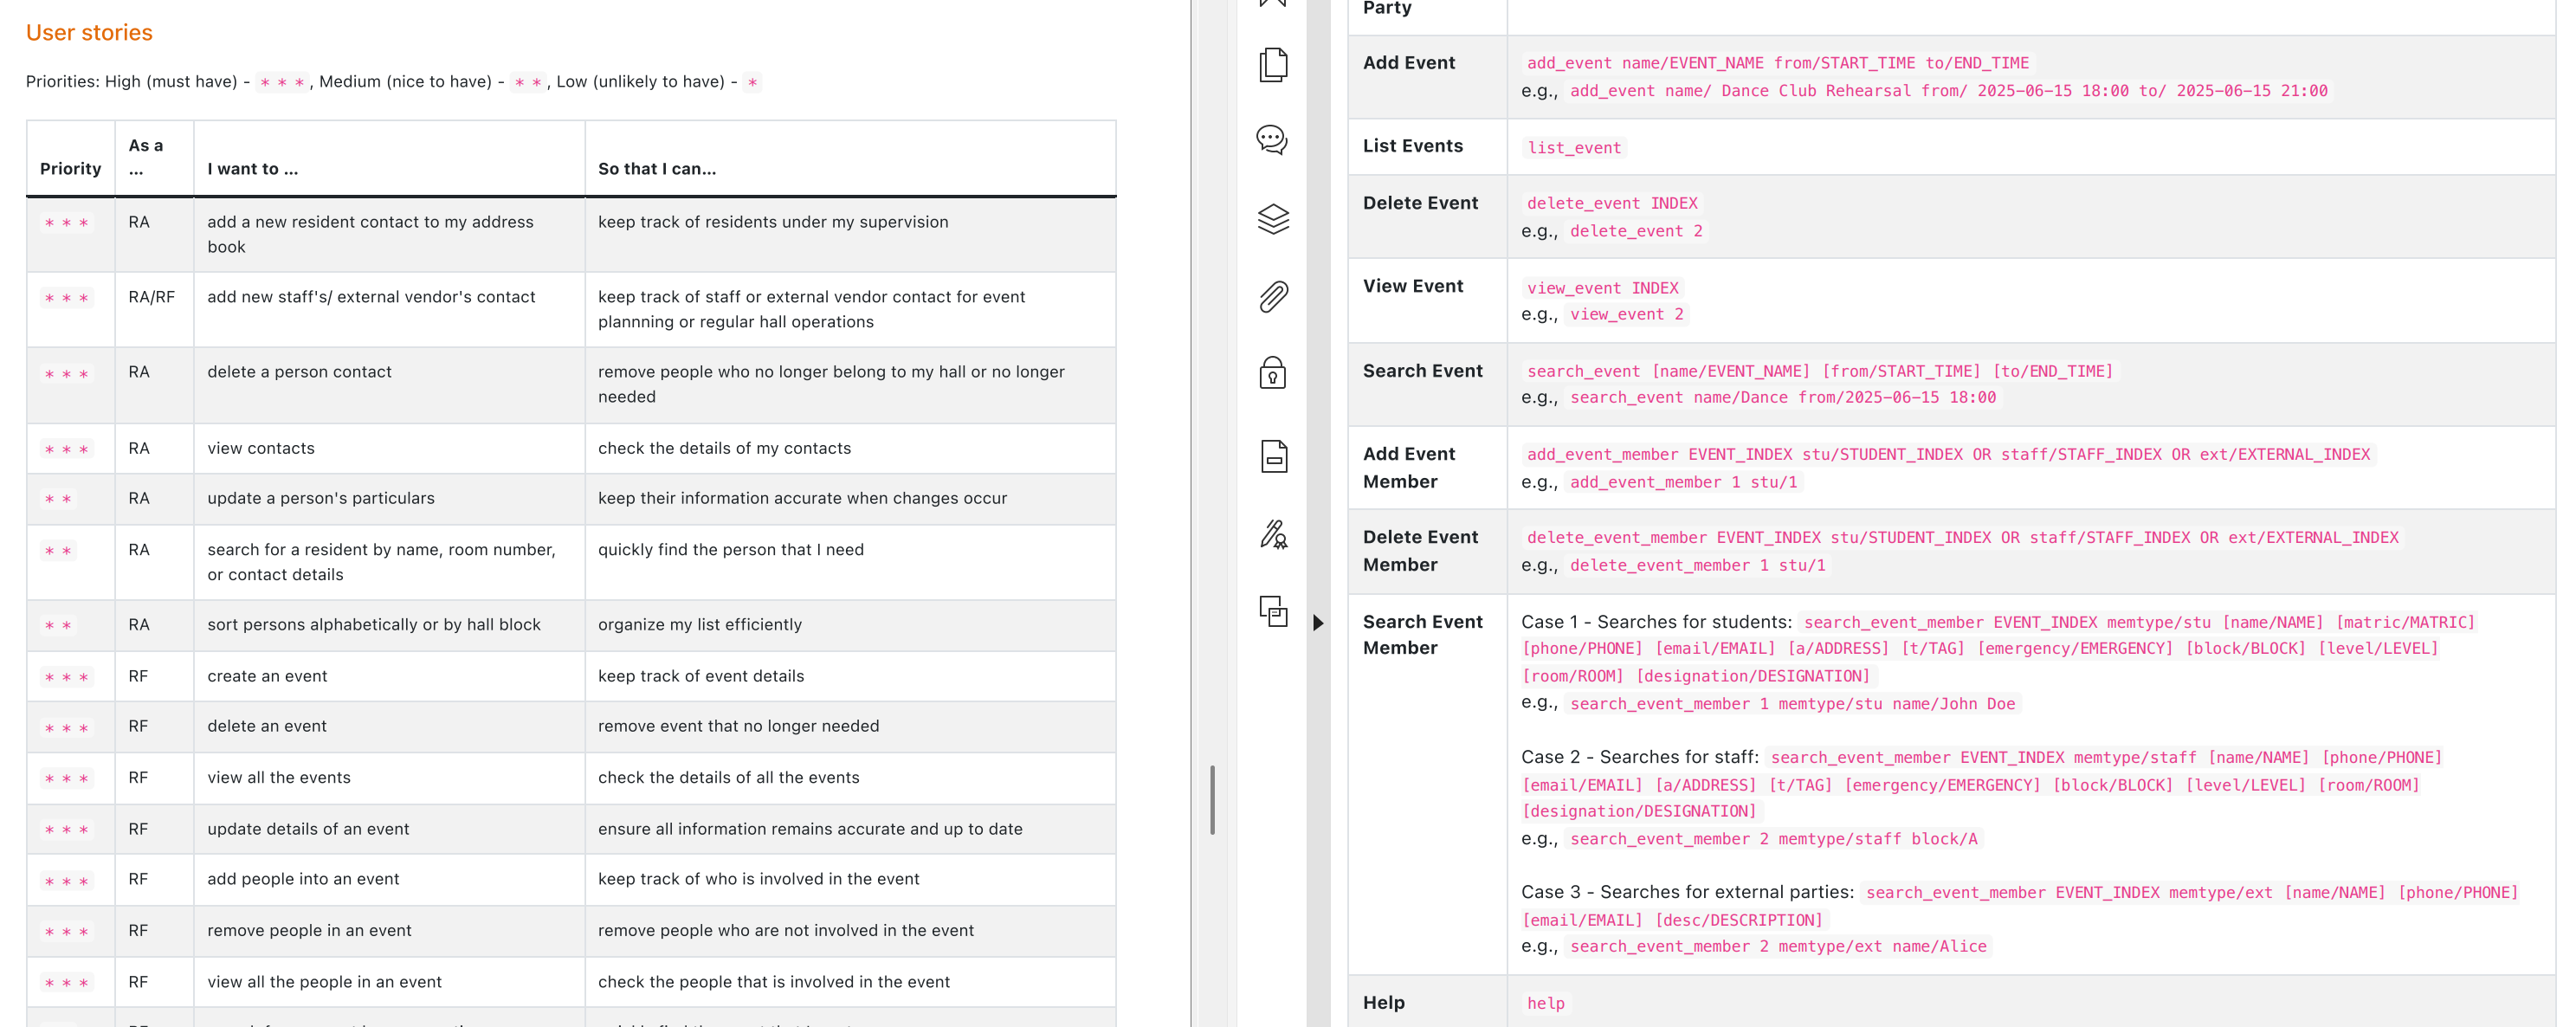 User stories
Priorities: High (must have) - * * *, Medium (nice to have) - * *, Low (unlikely to have) - *
Priority
As a
...
I want to ...
So that I can...
* * *
RA
add a new resident contact to my address
book
keep track of residents under my supervision
* * *
RA/RF
add new staff's/ external vendor's contact
keep track of staff or external vendor contact for event
plannning or regular hall operations
* * *
RA
delete a person contact
remove people who no longer belong to my hall or no longer
needed
* * *
RA
view contacts
check the details of my contacts
* *
RA
update a person's particulars
keep their information accurate when changes occur
* *
RA
search for a resident by name, room number,
or contact details
quickly find the person that I need
* *
RA
sort persons alphabetically or by hall block
organize my list efficiently
* * *
RF
create an event
keep track of event details
* * *
RF
delete an event
remove event that no longer needed
* * *
RF
view all the events
check the details of all the events
* * *
RF
update details of an event
ensure all information remains accurate and up to date
* * *
RF
add people into an event
keep track of who is involved in the event
* * *
RF
remove people in an event
remove people who are not involved in the event
* * *
RF
view all the people in an event
check the people that is involved in the event
Party
Add Event
add_event name/EVENT_NAME from/START_TIME to/END_TIME
e.g., add_event name/ Dance Club Rehearsal from/ 2025-06-15 18:00 to/ 2025-06-15 21:00
List Events
list_event
Delete Event
delete_event INDEX
e.g., delete_event 2
View Event
view_event INDEX
e.g., view_event 2
Search Event
search_event [name/EVENT_NAME] [from/START_TIME] [to/END_TIME]
e.g., search_event name/Dance from/2025-06-15 18:00
Add Event
Member
add_event_member EVENT_INDEX stu/STUDENT_INDEX OR staff/STAFF_INDEX OR ext/EXTERNAL_INDEX
e.g., add_event_member 1 stu/1
Delete Event
Member
delete_event_member EVENT_INDEX stu/STUDENT_INDEX OR staff/STAFF_INDEX OR ext/EXTERNAL_INDEX
e.g., delete_event_member 1 stu/1
Search Event
Member
Case 1 - Searches for students: search_event_member EVENT_INDEX memtype/stu [name/NAME] [matric/MATRIC]
[phone/PHONE] [email/EMAIL] [a/ADDRESS] [t/TAG] [emergency/EMERGENCY] [block/BLOCK] [level/LEVEL]
[room/ROOM] [designation/DESIGNATION]
e.g., search_event_member 1 memtype/stu name/John Doe
Case 2 - Searches for staff: search_event_member EVENT_INDEX memtype/staff [name/NAME] [phone/PHONE]
[email/EMAIL] [a/ADDRESS] [t/TAG] [emergency/EMERGENCY] [block/BLOCK] [level/LEVEL] [room/ROOM]
[designation/DESIGNATION]
e.g., search_event_member 2 memtype/staff block/A
Case 3 - Searches for external parties: search_event_member EVENT_INDEX memtype/ext [name/NAME] [phone/PHONE]
[email/EMAIL] [desc/DESCRIPTION]
e.g., search_event_member 2 memtype/ext name/Alice
Help
help